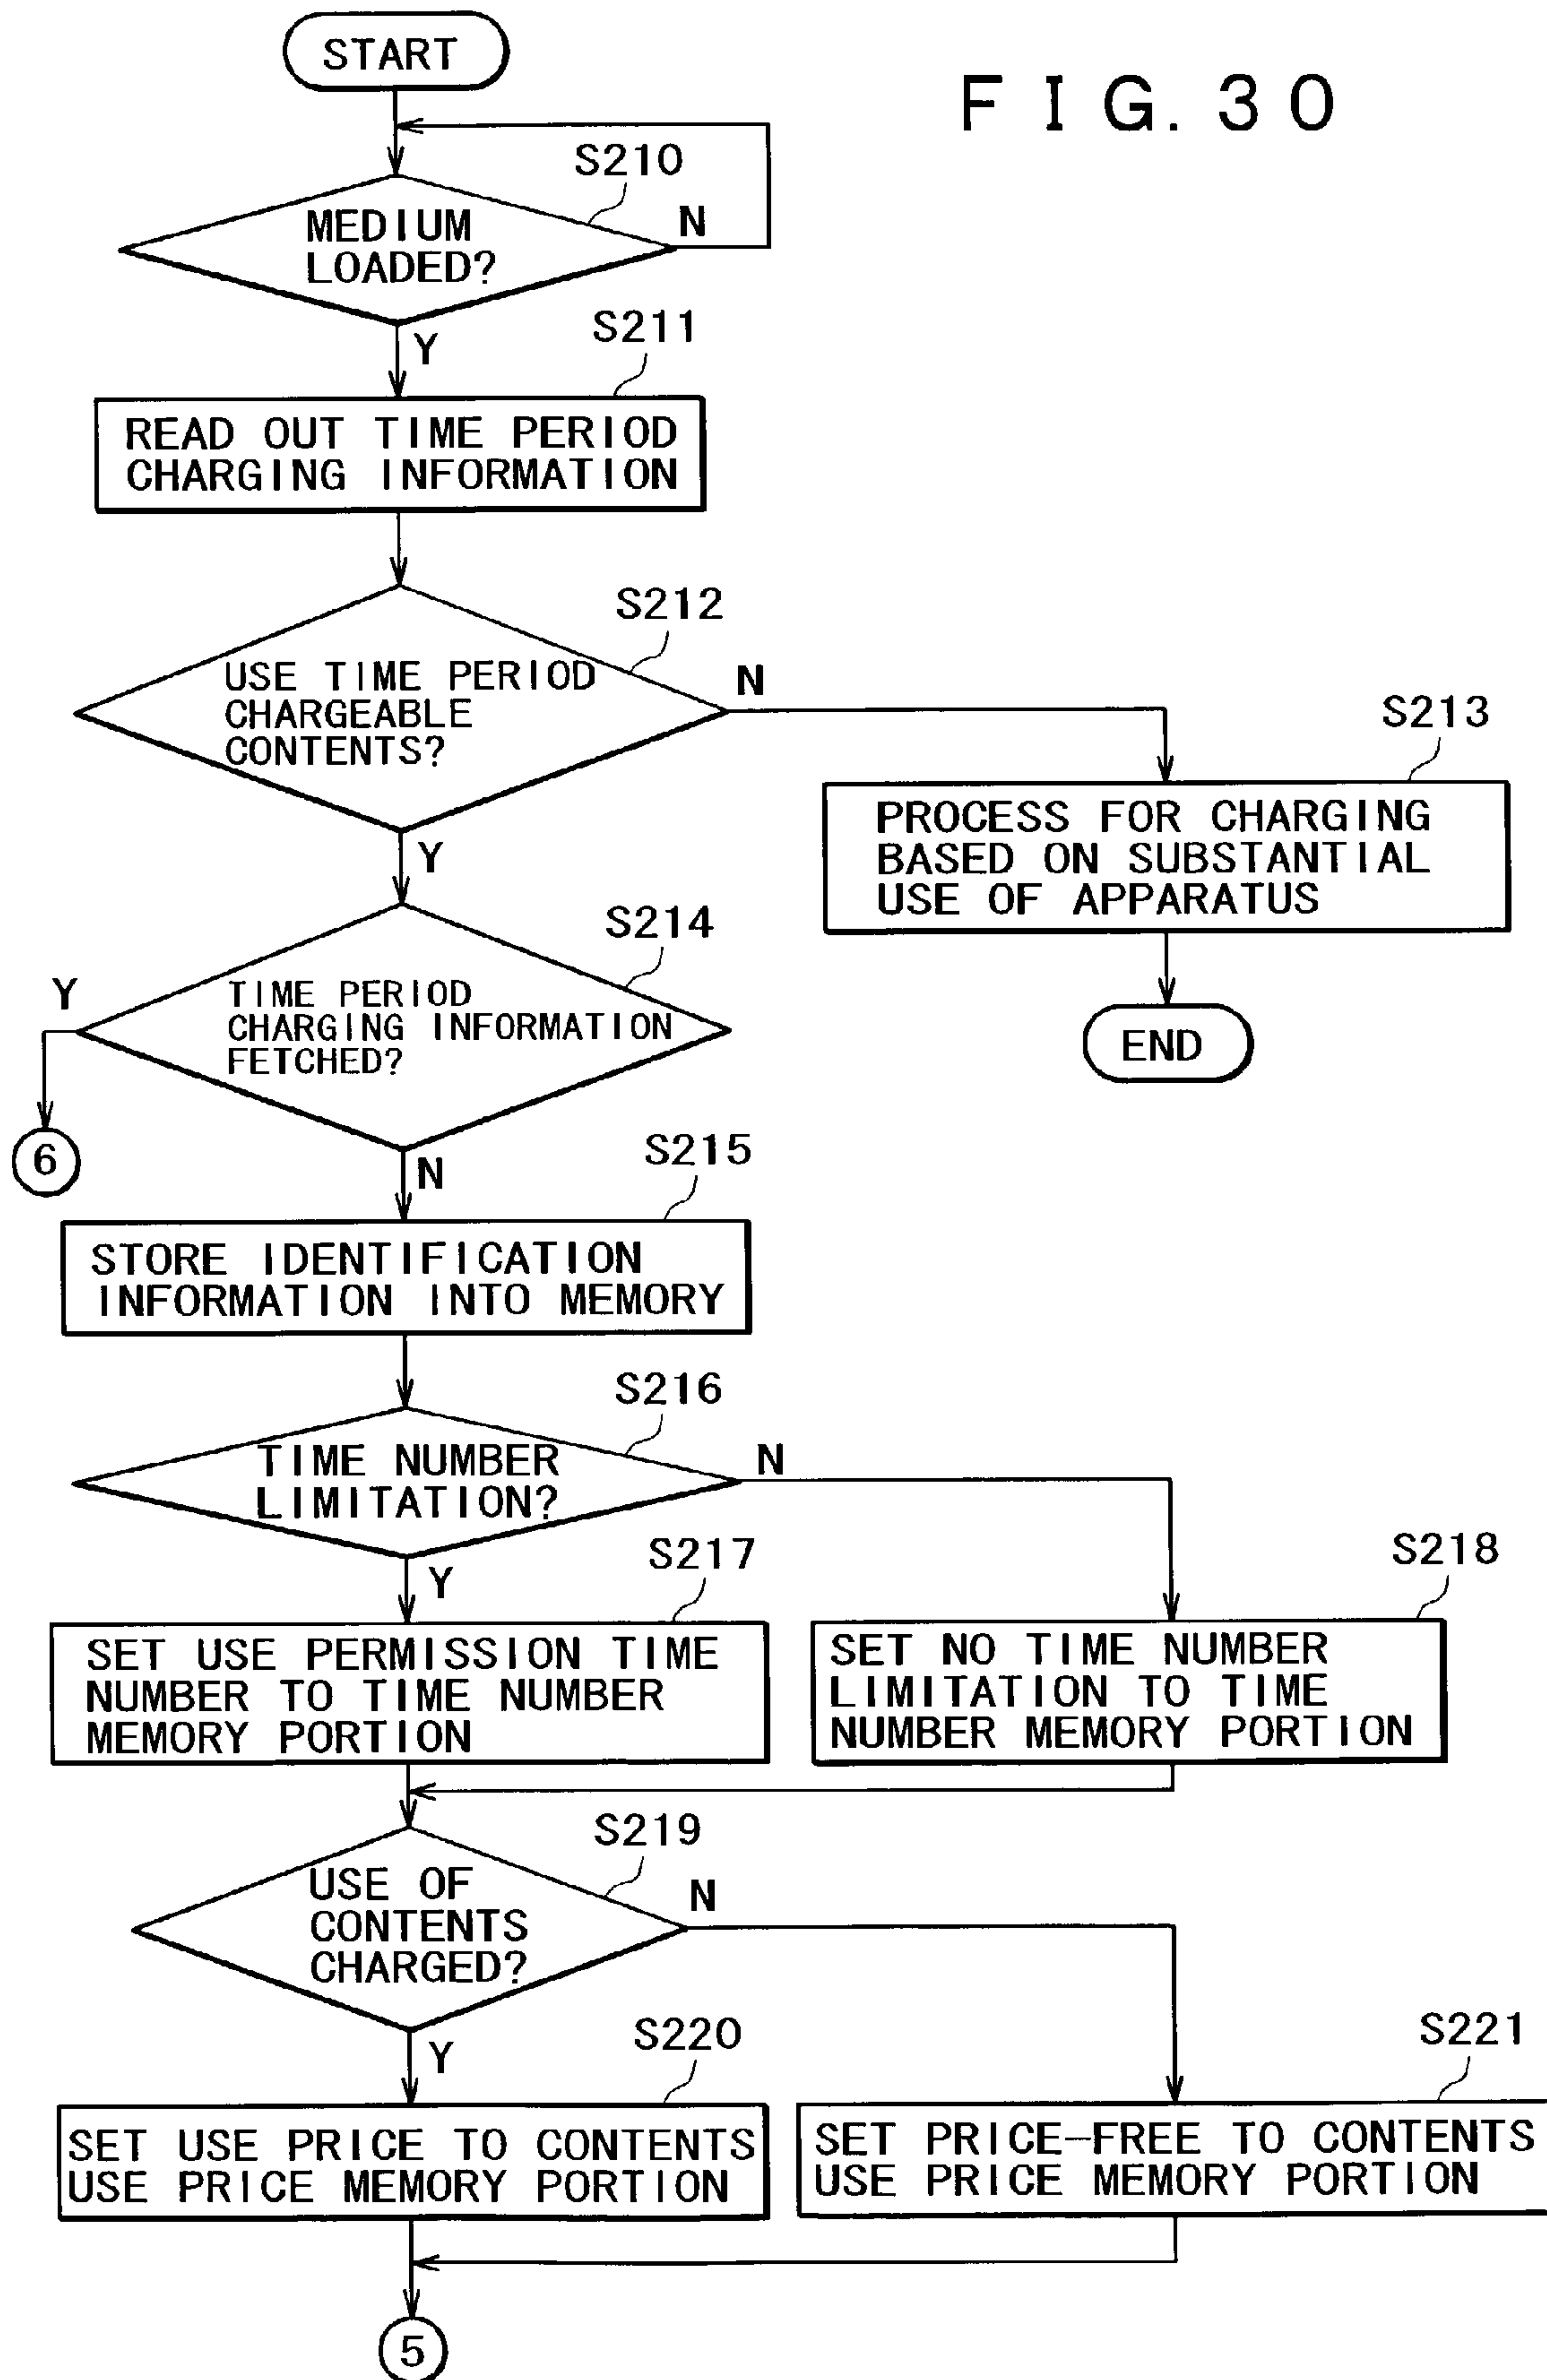 START
FIG. 30
S210
MEDIUM
LOADED?
N
S211
Y
READ OUT TIME PERIOD
CHARGING INFORMATION
S212
USE TIME PERIOD
CHARGEABLE
CONTENTS?
N
S213
PROCESS FOR CHARGING
BASED ON SUBSTANTIAL
USE OF APPARATUS
END
Y
S214
Y
TIME PERIOD
CHARGING INFORMATION
FETCHED?
6
N
S215
STORE IDENTIFICATION
INFORMATION INTO MEMORY
S216
TIME NUMBER
LIMITATION?
N
Y
S217
SET USE PERMISSION TIME
NUMBER TO TIME NUMBER
MEMORY PORTION
S218
SET NO TIME NUMBER
LIMITATION TO TIME
NUMBER MEMORY PORTION
S219
USE OF
CONTENTS
CHARGED?
N
Y
S220
SET USE PRICE TO CONTENTS
USE PRICE MEMORY PORTION
S221
SET PRICE-FREE TO CONTENTS
USE PRICE MEMORY PORTION
5